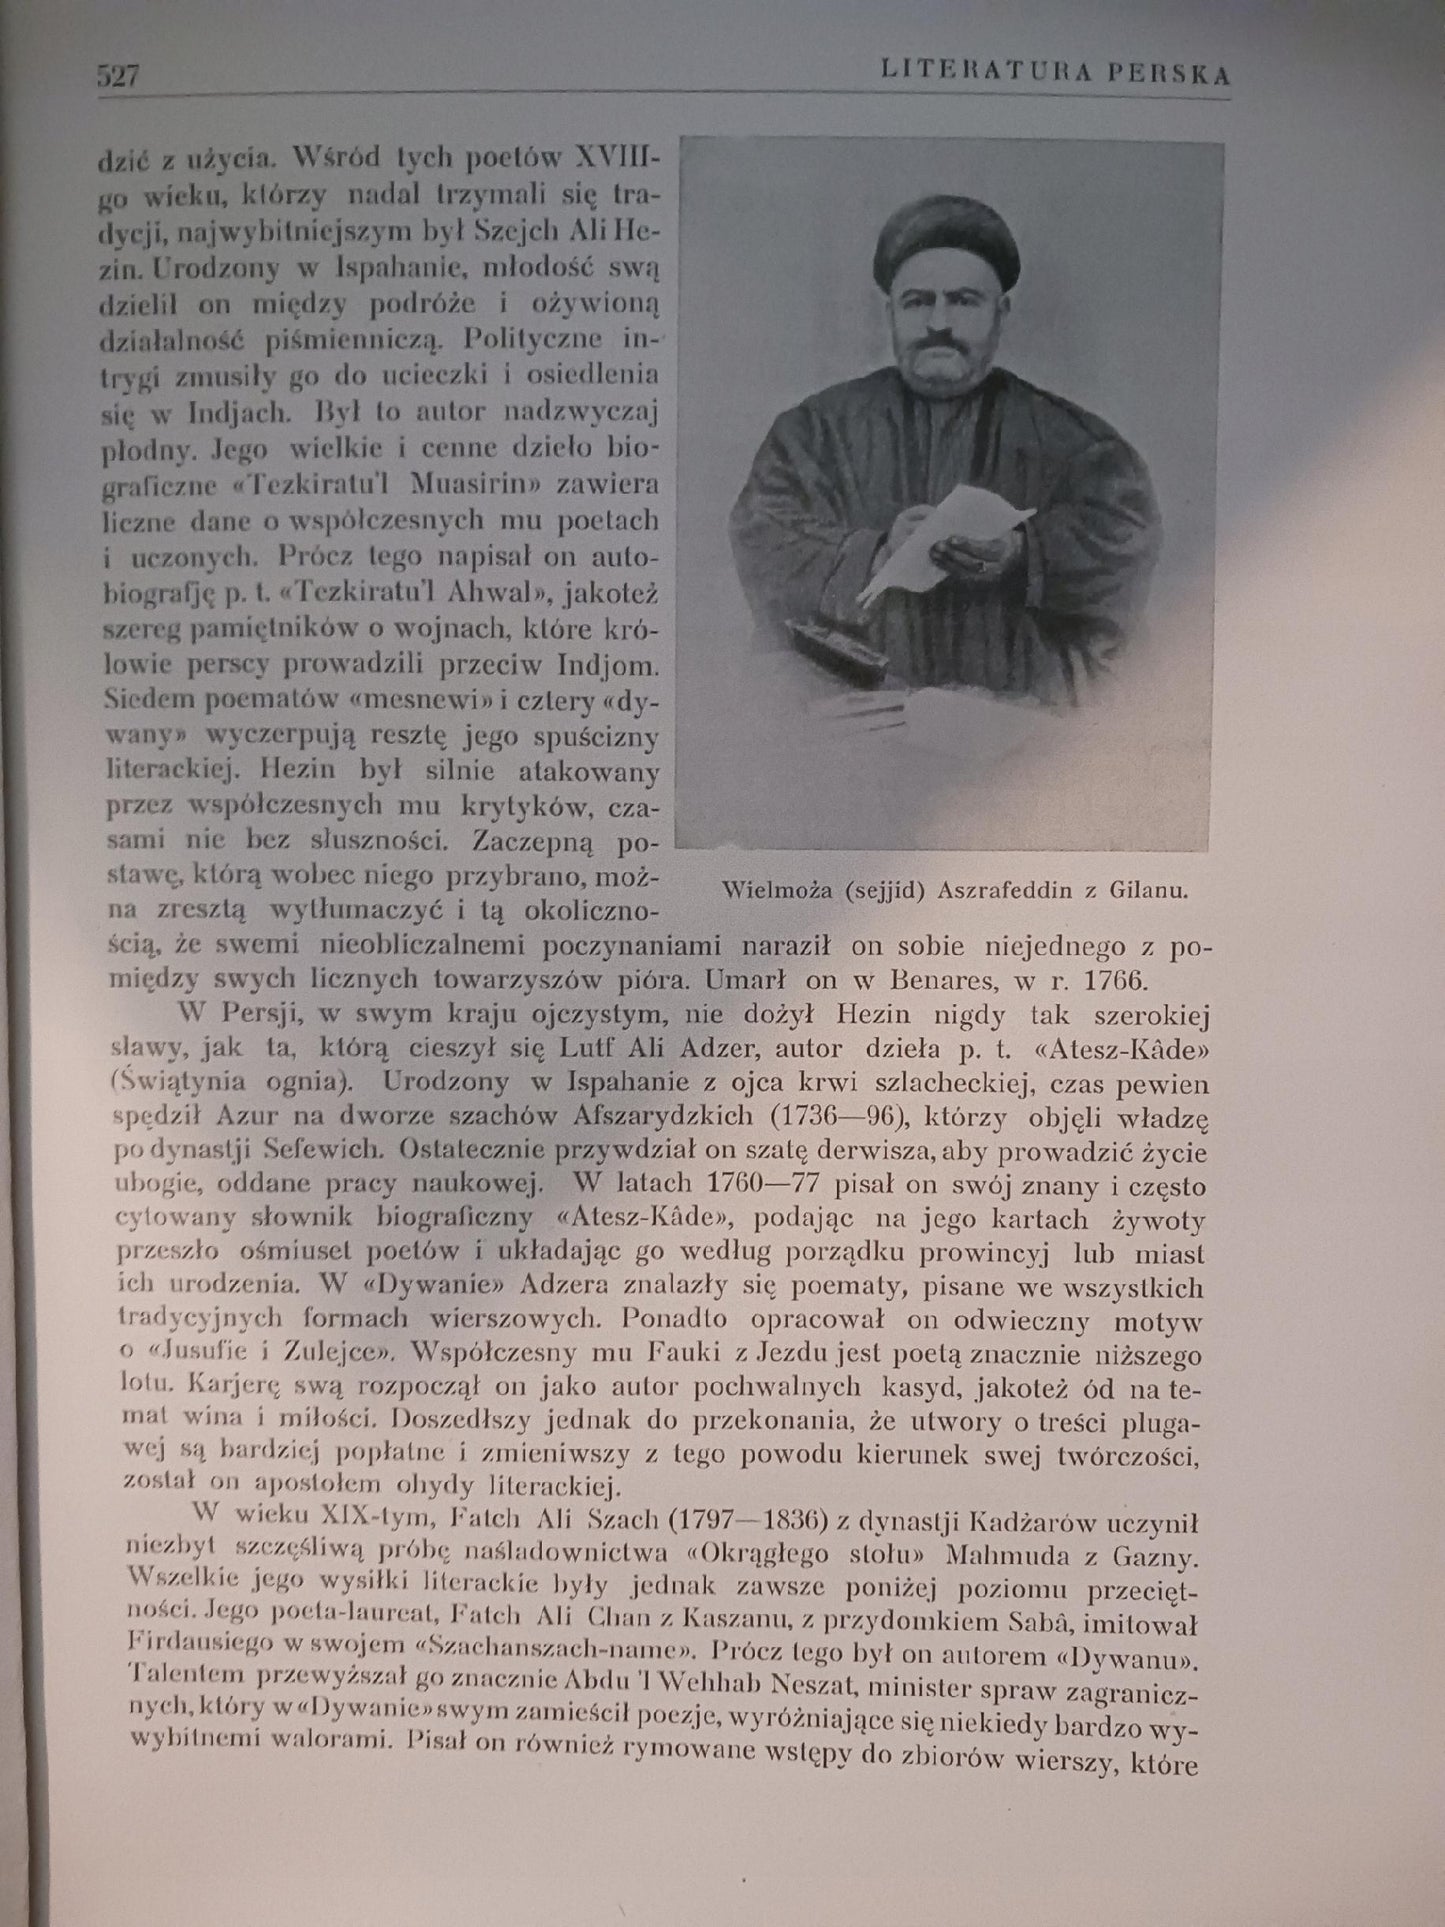 527
LITERATURA PERSKA
dzić z użycia. Wśród tych poetów XVIII-
go wieku, którzy nadal trzymali się tra-
dycji, najwybitniejszym był Szejch Ali He-
zin. Urodzony w Ispahanie, młodość swą
dzielił on między podróże i ożywioną
działalność piśmienniczą. Polityczne in-
trygi zmusiły go do ucieczki i osiedlenia
się w Indjach. Był to autor nadzwyczaj
płodny. Jego wielkie i cenne dzieło bio-
graficzne «Tezkiratu'l Muasirin» zawiera
liczne dane o współczesnych mu poetach
i uczonych. Prócz tego napisał on auto-
biografję p. t. «Tezkiratu'l Ahwal», jakoteż
szereg pamiętników o wojnach, które kró-
lowie perscy prowadzili przeciw Indjom.
Siedem poematów «mesnewi» i cztery «dy-
wany» wyczerpują resztę jego spuścizny
literackiej. Hezin był silnie atakowany
przez współczesnych mu krytyków, cza-
sami nie bez słuszności. Zaczepną po-
stawę, którą wobec niego przybrano, moż-
na zresztą wytłumaczyć i tą okoliczno-
Wielmoża (sejjid) Aszrafeddin z Gilanu.
ścią, że swemi nieobliczalnemi poczynaniami naraził on sobie niejednego z po-
między swych licznych towarzyszów pióra. Umarł on w Benares, w r. 1766.
W Persji, w swym kraju ojczystym, nie dożył Hezin nigdy tak szerokiej
sławy, jak ta, którą cieszył się Lutf Ali Adzer, autor dzieła p. t. «Atesz-Kâde»
(Świątynia ognia). Urodzony w Ispahanie z ojca krwi szlacheckiej, czas pewien
spędził Azur na dworze szachów Afszarydzkich (1736—96), którzy objęli władzę
po dynastji Sefewich. Ostatecznie przywdział on szatę derwisza, aby prowadzić życie
ubogie, oddane pracy naukowej. W latach 1760—77 pisał on swój znany i często
cytowany słownik biograficzny «Atesz-Kâde», podając na jego kartach żywoty
przeszło ośmiuset poetów i układając go według porządku prowincyj lub miast
ich urodzenia. W «Dywanie» Adzera znalazły się poematy, pisane we wszystkich
tradycyjnych formach wierszowych. Ponadto opracował on odwieczny motyw
o «Jusufie i Zulejce». Współczesny mu Fauki z Jezdu jest poetą znacznie niższego
lotu. Karjerę swą rozpoczął on jako autor pochwalnych kasyd, jakoteż ód na te-
mat wina i miłości. Doszedłszy jednak do przekonania, że utwory o treści pluga-
wej są bardziej popłatne i zmieniwszy z tego powodu kierunek swej twórczości,
został on apostołem ohydy literackiej.
W wieku XIX-tym, Fatch Ali Szach (1797—1836) z dynastji Kadżarów uczynił
niezbyt szczęśliwą próbę naśladownictwa «Okrągłego stołu» Mahmuda z Gazny.
Wszelkie jego wysiłki literackie były jednak zawsze poniżej poziomu przecięt-
ności. Jego poeta-laureat, Fatch Ali Chan z Kaszanu, z przydomkiem Sabâ, imitował
Firdausiego w swojem «Szachanszach-name». Prócz tego był on autorem «Dywanu».
Talentem przewyższał go znacznie Abdu 'l Wehhab Neszat, minister spraw zagranicz-
nych, który w «Dywanie» swym zamieścił poezje, wyróżniające się niekiedy bardzo wy-
wybitnemi walorami. Pisał on również rymowane wstępy do zbiorów wierszy, które